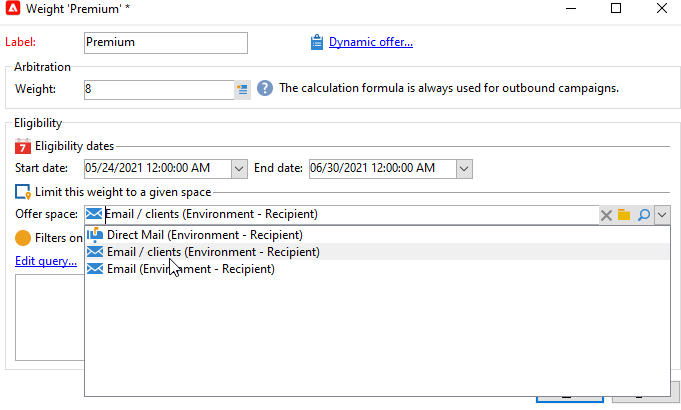 Weight 'Premium' *
Label: Premium Dynamic offer...
Arbitration
Weight: 8 ? The calculation formula is always used for outbound campaigns.
Eligibility
7 Eligibility dates
Start date: 05/24/2021 12:00:00 AM End date: 06/30/2021 12:00:00 AM
Limit this weight to a given space
Offer space: Email / clients (Environment - Recipient)
Direct Mail (Environment - Recipient)
Filters on
Email / clients (Environment - Recipient)
Edit query...
Email (Environament - Recipient)